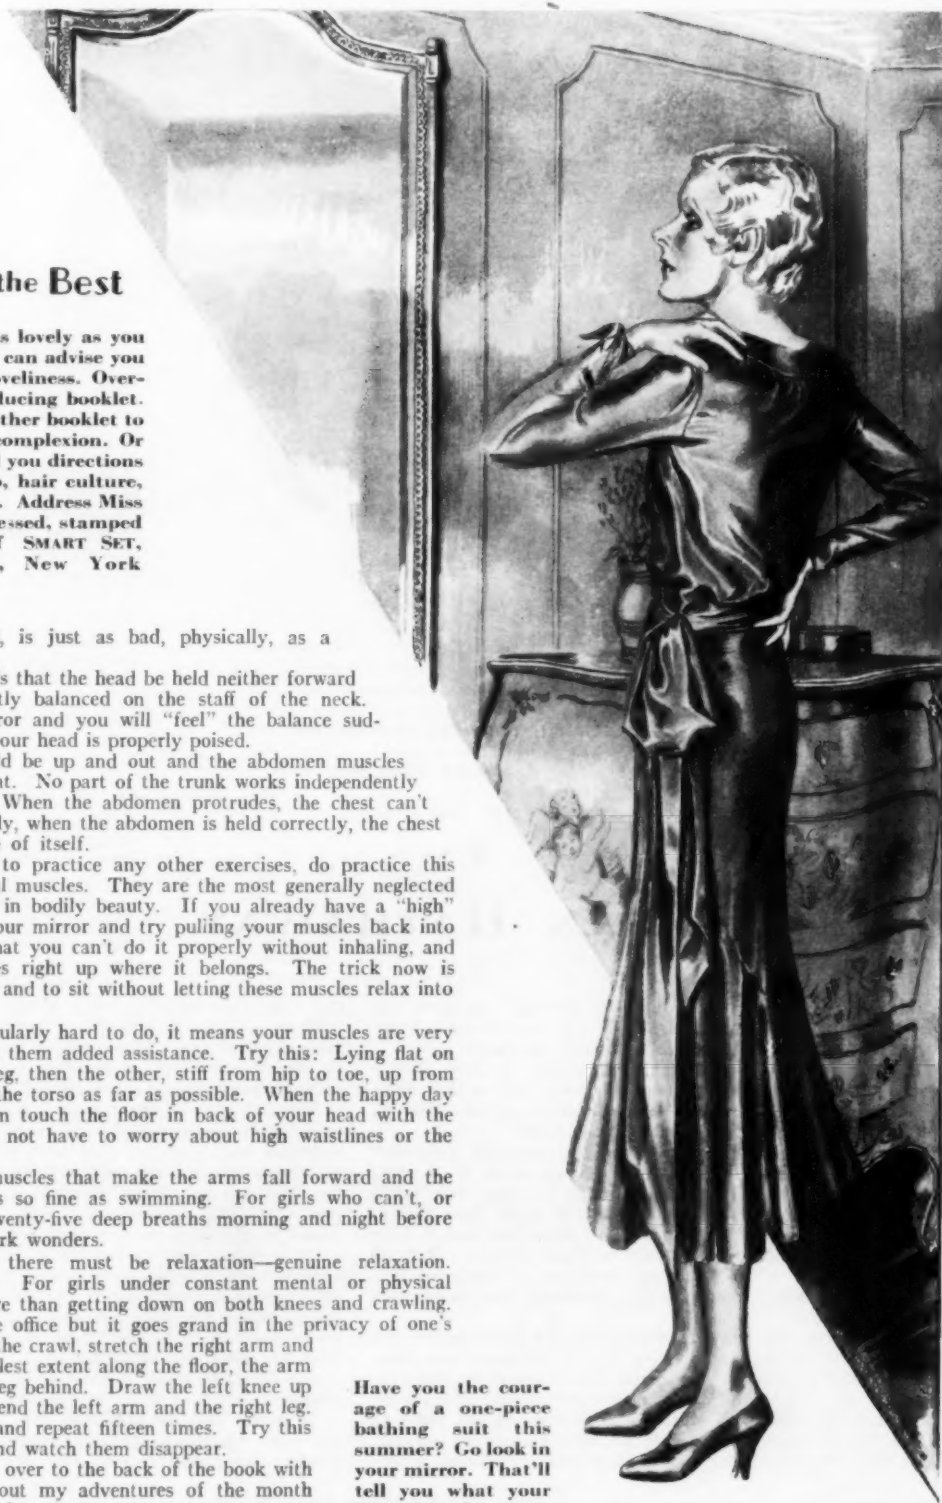 the Best
s lovely as you
can advise you
veliness. Over-
lucing booklet.
ther booklet to
complexion. Or
you directions
, hair culture,
. Address Miss
essed, stamped
f SMART SET,
, New York
, is just as bad, physically, as a
s that the head be held neither forward
tly balanced on the staff of the neck.
ror and you will "feel" the balance sud-
our head is properly poised.
d be up and out and the abdomen muscles
at. No part of the trunk works independently
When the abdomen protrudes, the chest can't
ly, when the abdomen is held correctly, the chest
of itself.
to practice any other exercises, do practice this
l muscles. They are the most generally neglected
in bodily beauty. If you already have a "high"
our mirror and try pulling your muscles back into
hat you can't do it properly without inhaling, and
s right up where it belongs. The trick now is
and to sit without letting these muscles relax into
ularly hard to do, it means your muscles are very
them added assistance. Try this: Lying flat on
eg, then the other, stiff from hip to toe, up from
he torso as far as possible. When the happy day
n touch the floor in back of your head with the
not have to worry about high waistlines or the
muscles that make the arms fall forward and the
s so fine as swimming. For girls who can't, or
wenty-five deep breaths morning and night before
rk wonders.
there must be relaxation—genuine relaxation.
For girls under constant mental or physical
re than getting down on both knees and crawling.
e office but it goes grand in the privacy of one's
the crawl, stretch the right arm and
lest extent along the floor, the arm
eg behind. Draw the left knee up
end the left arm and the right leg.
and repeat fifteen times. Try this
nd watch them disappear.
over to the back of the book with
out my adventures of the month
Have you the cour-
age of a one-piece
bathing suit this
summer? Go look in
your mirror. That'll
tell you what your